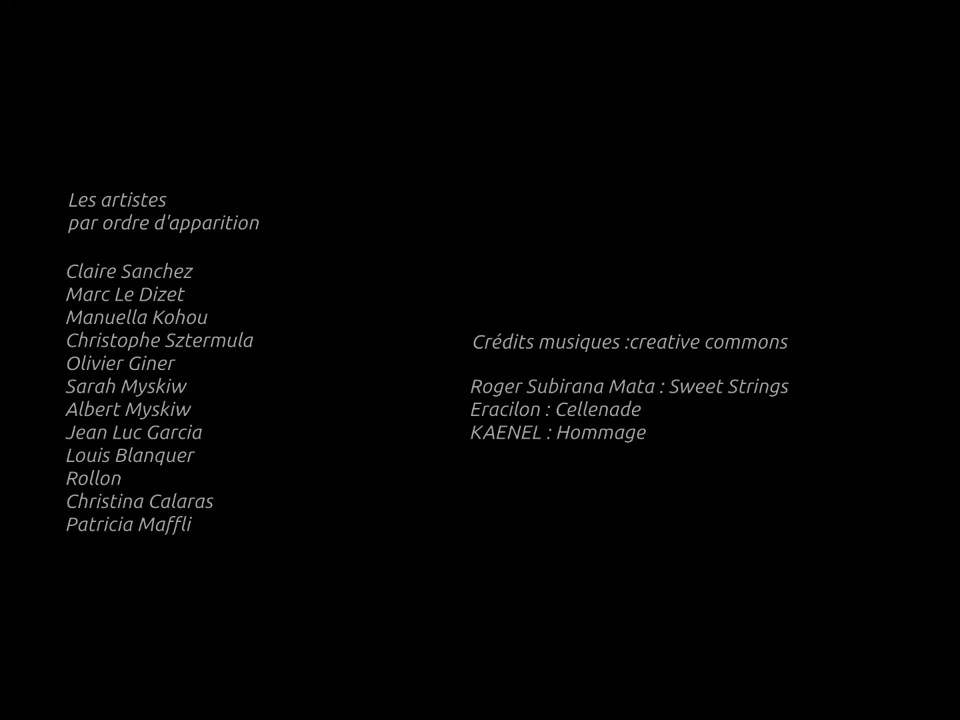 Les artistes
par ordre d'apparition
Claire Sanchez
Marc Le Dizet
Manuella Kohou
Christophe Sztermula
Olivier Giner
Sarah Myskiw
Albert Myskiw
Jean Luc Garcia
Louis Blanquer
Rollon
Christina Calaras
Patricia Maffli
Crédits musiques :creative commons
Roger Subirana Mata : Sweet Strings
Eracilon : Cellenade
KAENEL : Hommage